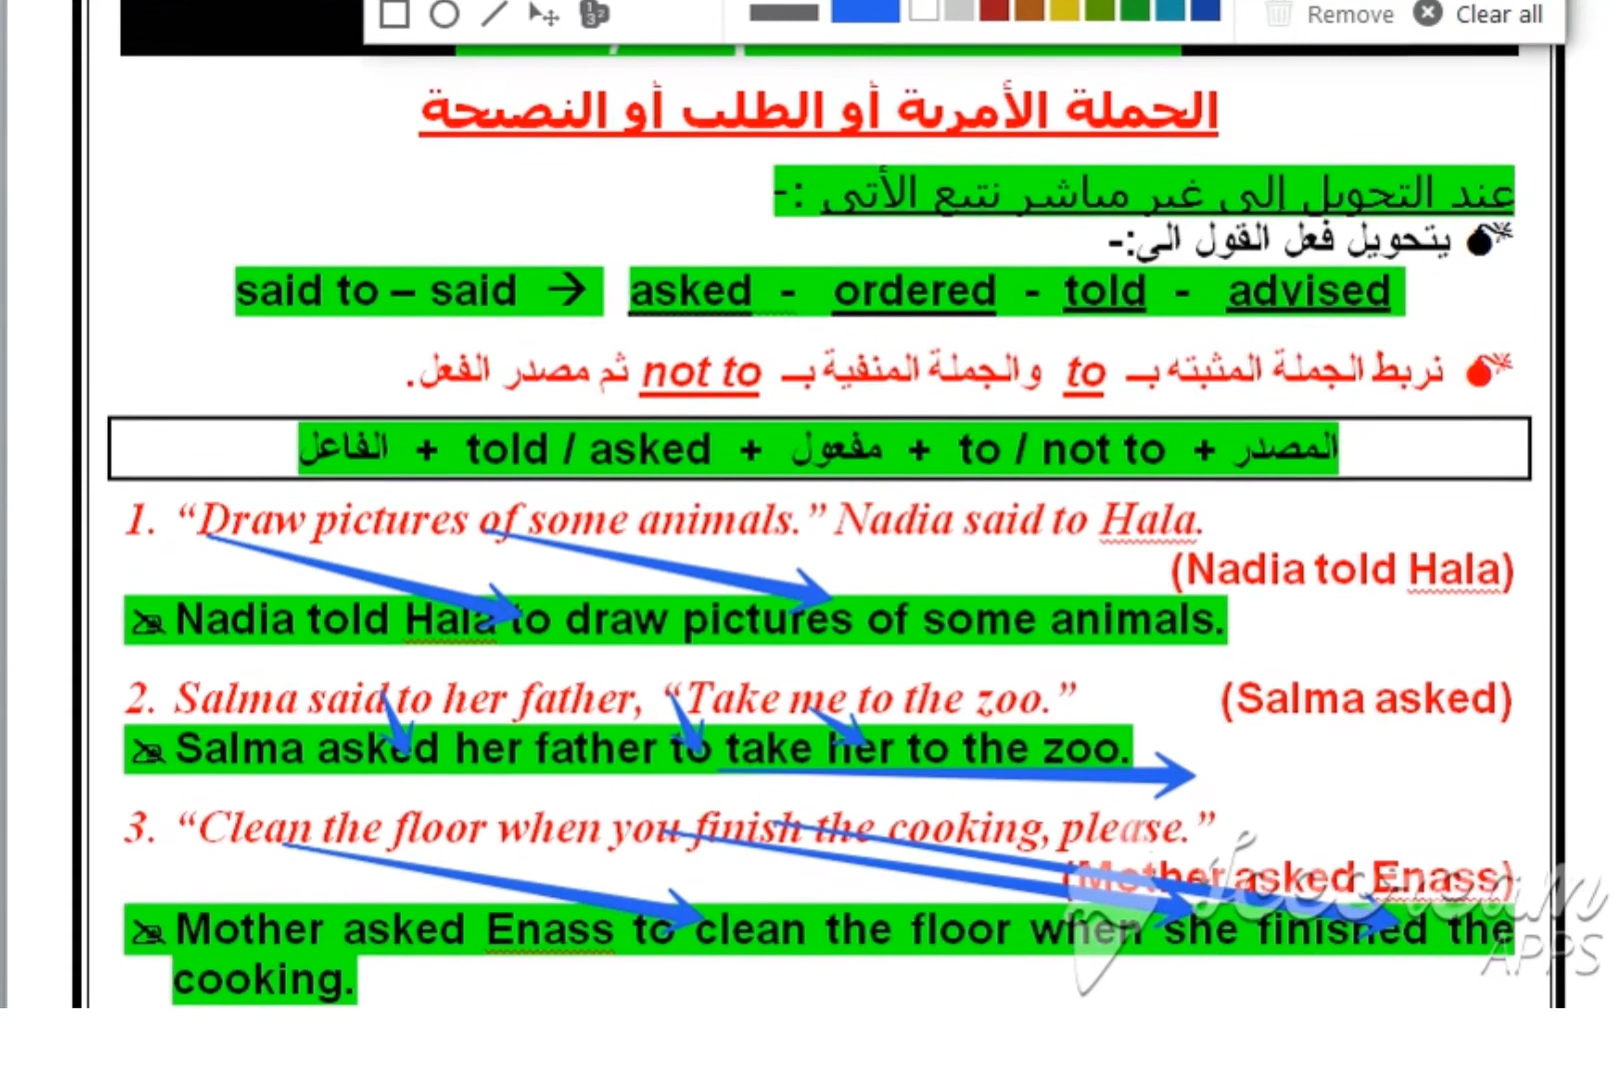 Remove Clear all
الجملة الأمرية أو الطلب أو النصيحة
عند التحويل إلى غير مباشر نتبع الأتى :-
يتحويل فعل القول الى:-
said to – said → asked - ordered - told - advised
نربط الجملة المثبته بـ to والجملة المنفية بـ not to ثم مصدر الفعل.
الفاعل + told / asked + مفعول + to / not to + المصدر
1. “Draw pictures of some animals.” Nadia said to Hala.
(Nadia told Hala)
Nadia told Hala to draw pictures of some animals.
2. Salma said to her father, “Take me to the zoo.” (Salma asked)
Salma asked her father to take her to the zoo.
3. “Clean the floor when you finish the cooking, please.”
(Mother asked Enass)
Mother asked Enass to clean the floor when she finished the
cooking.
Icecream
APPS